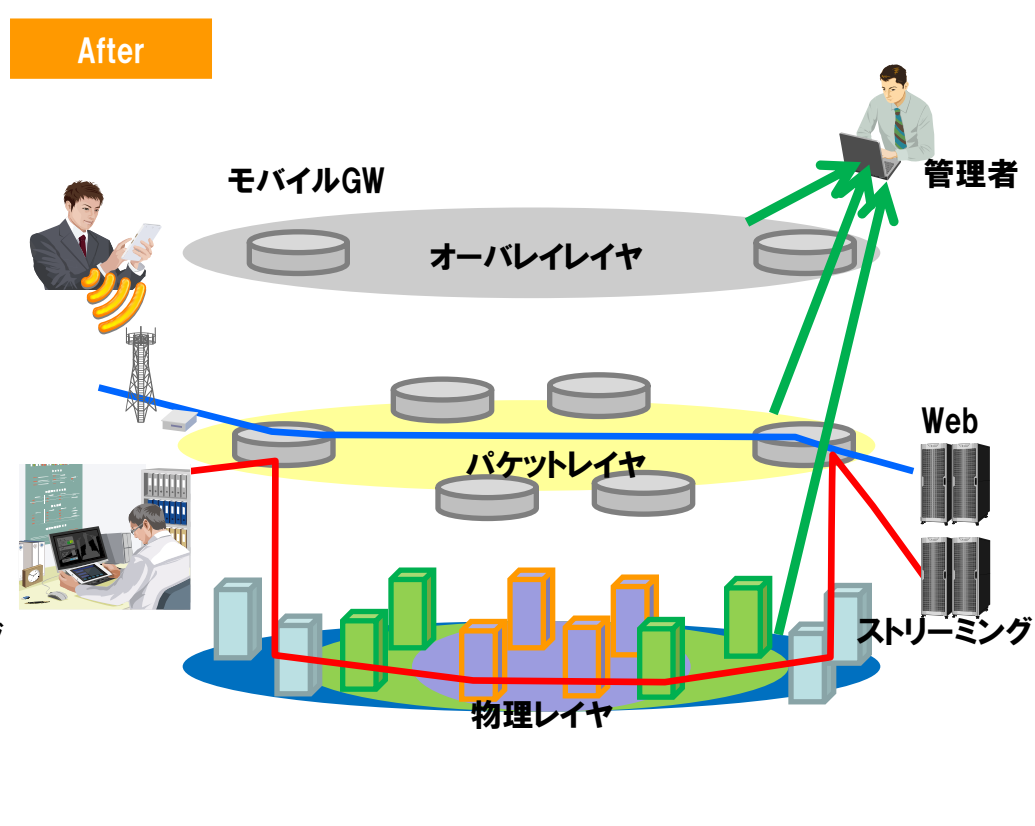 After
モバイルGW
管理者
オーバレイレイヤ
Web
パケットレイヤ
ストリーミング
物理レイヤ